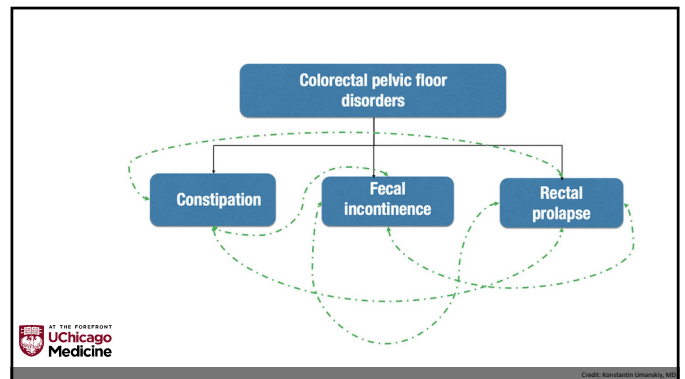 Colorectal pelvic floor
disorders
Constipation
Fecal
incontinence
Rectal
prolapse
AT THE FOREFRONT
UChicago
Medicine
Credit: Konstantin Umanskiy, MD